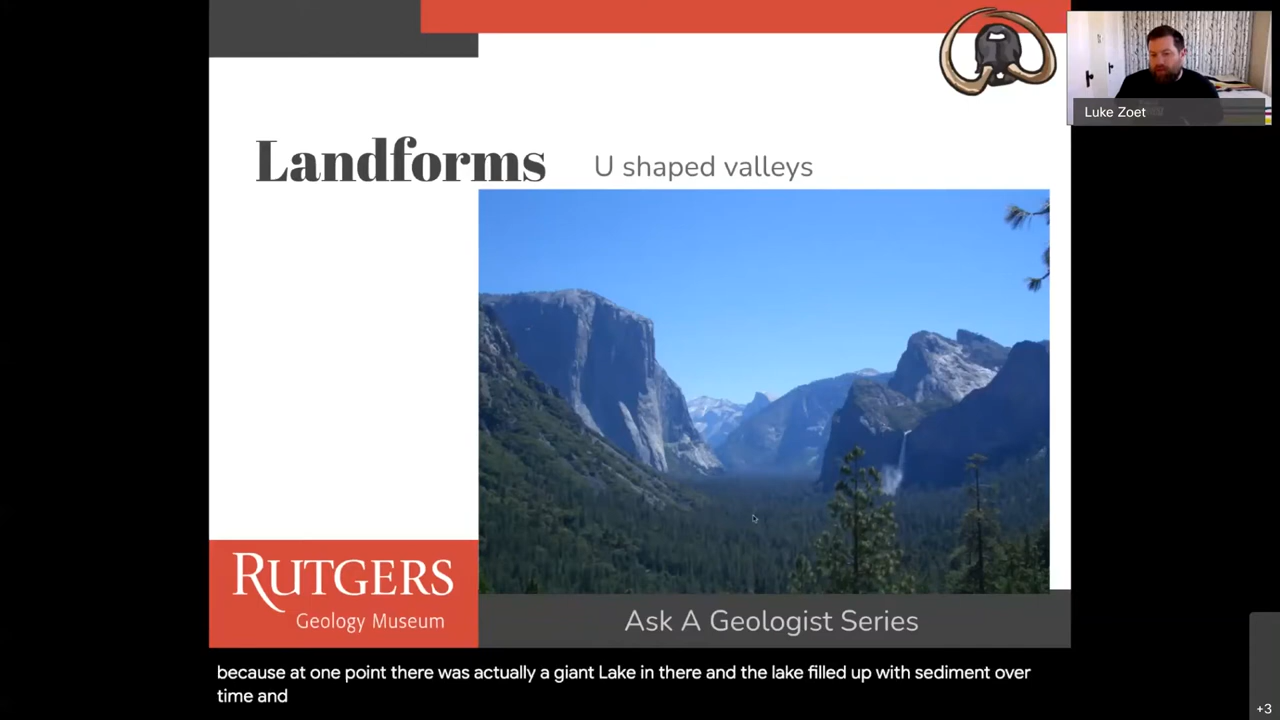 Luke Zoet
Landforms
U shaped valleys
RUTGERS
Geology Museum
Ask A Geologist Series
because at one point there was actually a giant Lake in there and the lake filled up with sediment over
time and
+3